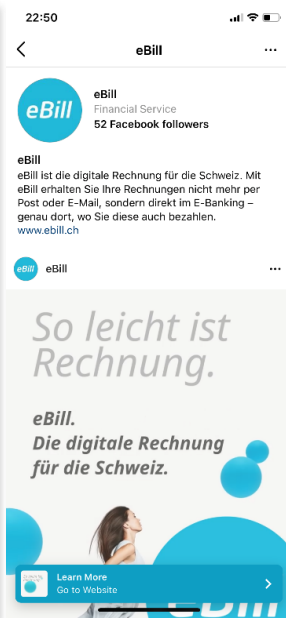 22:50
eBill
eBill
eBill
Financial Service
52 Facebook followers
eBill
eBill ist die digitale Rechnung für die Schweiz. Mit
eBill erhalten Sie Ihre Rechnungen nicht mehr per
Post oder E-Mail, sondern direkt im E-Banking –
genau dort, wo Sie diese auch bezahlen.
www.ebill.ch
eBill
eBill
So leicht ist
Rechnung.
eBill.
Die digitale Rechnung
für die Schweiz.
Learn More
Go to Website